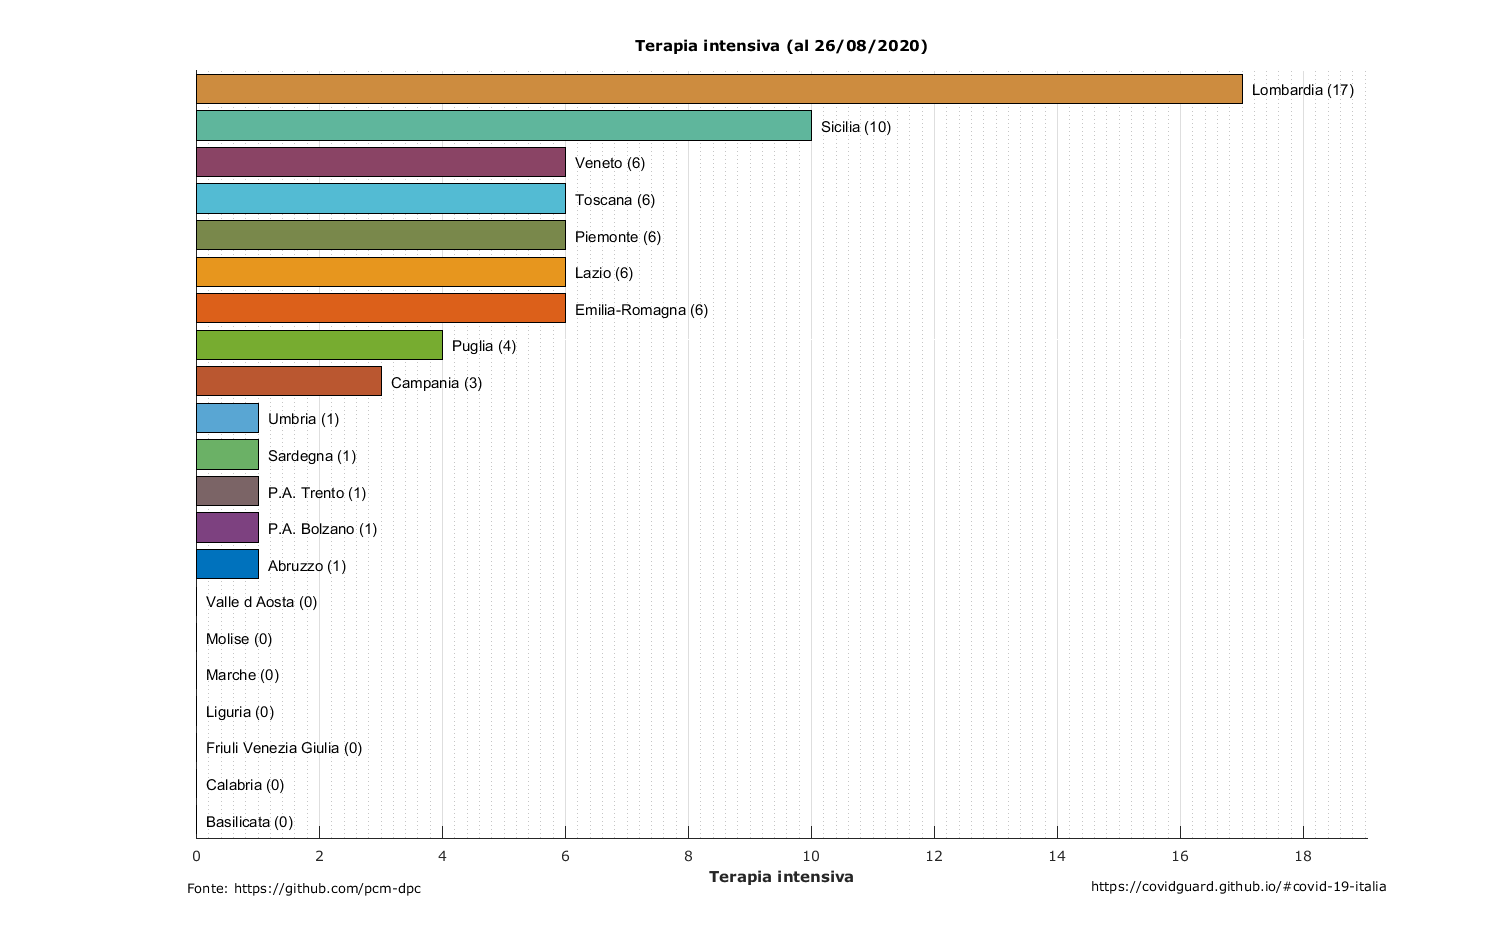 Terapia intensiva (al 26/08/2020)
Lombardia (17)
Sicilia (10)
Veneto (6)
Toscana (6)
Piemonte (6)
Lazio (6)
Emilia-Romagna (6)
Puglia (4)
Campania (3)
Umbria (1)
Sardegna (1)
P.A. Trento (1)
P.A. Bolzano (1)
Abruzzo (1)
Valle d Aosta (0)
Molise (0)
Marche (0)
Liguria (0)
Friuli Venezia Giulia (0)
Calabria (0)
Basilicata (0)
0 2 4 6 8 10 12 14 16 18
Terapia intensiva
Fonte: https://github.com/pcm-dpc
https://covidguard.github.io/#covid-19-italia